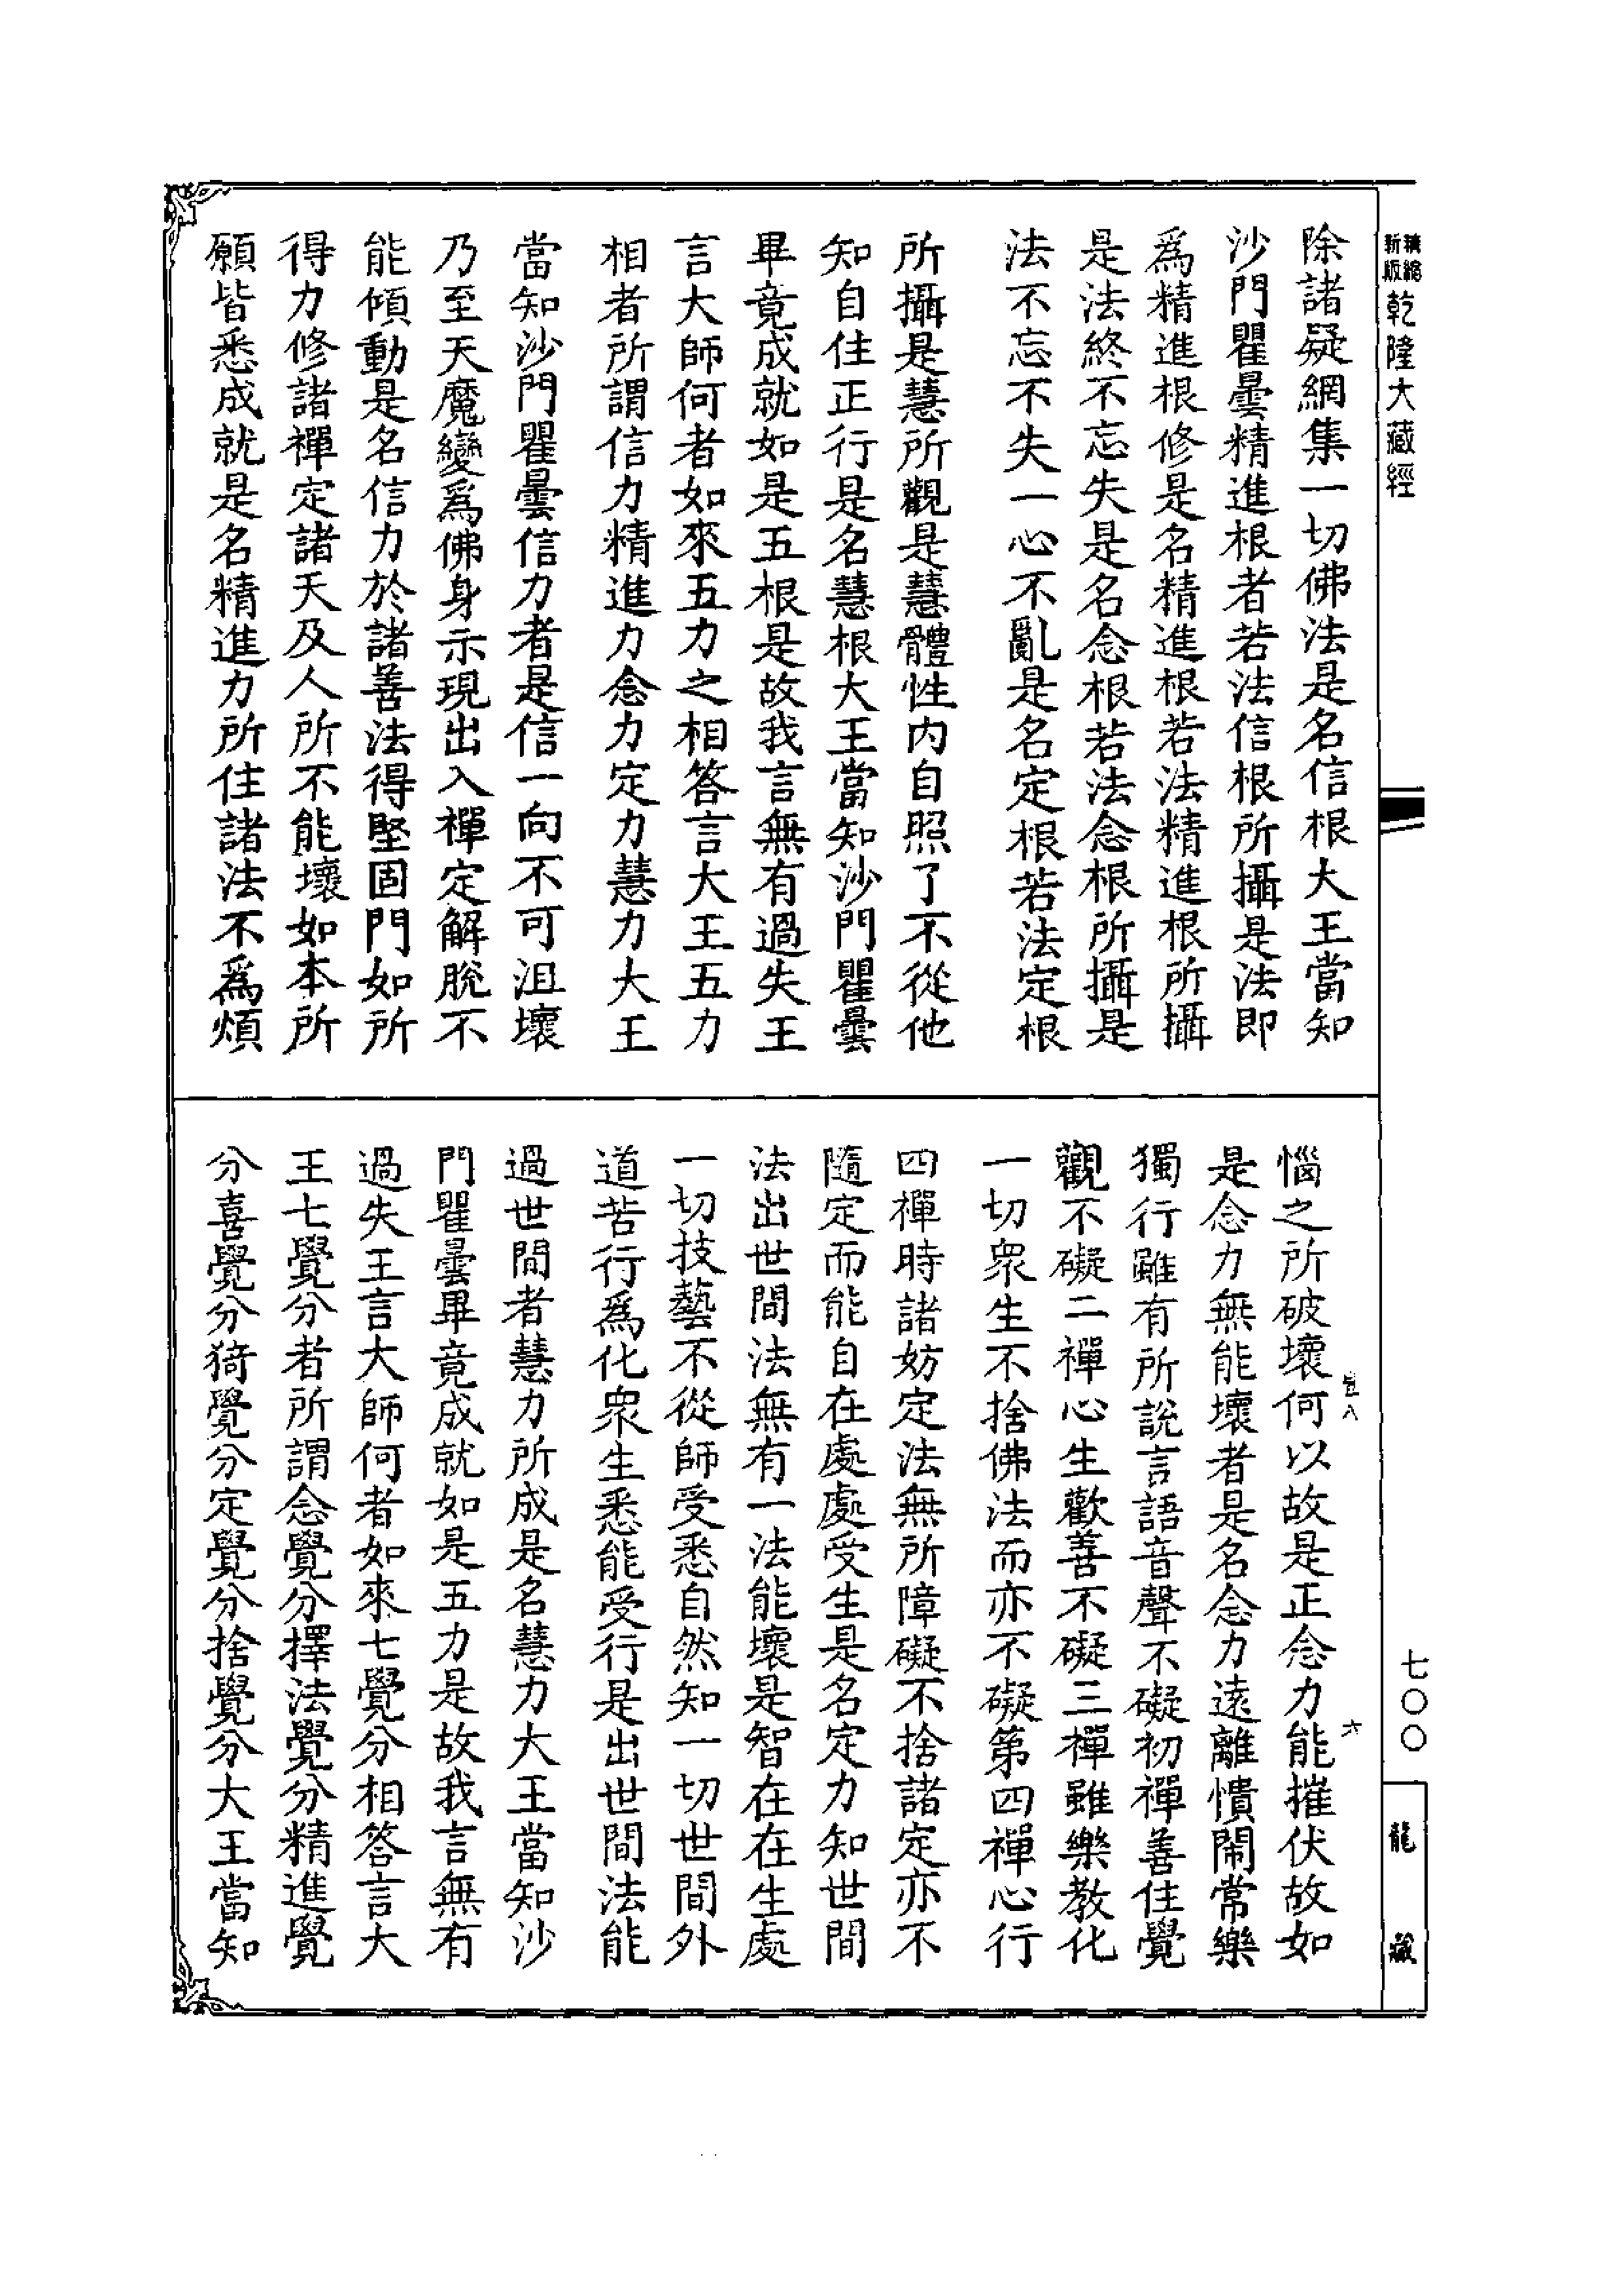 新版
精縮
乾隆大藏經
除諸疑網集一切佛法是名信根大王當知
沙門瞿曇精進根者若法信根所攝是法即
爲精進根修是名精進根若法精進根所攝
是法終不忘失是名念根若法念根所攝是
法不忘不失一心不亂是名定根若法定根
所攝是慧所觀是慧體性内自照了不從他
知自住正行是名慧根大王當知沙門瞿曇
畢竟成就如是五根是故我言無有過失王
言大師何者如來五力之相答言大王五力
相者所謂信力精進力念力定力慧力大王
當知沙門瞿曇信力者是信一向不可沮壞
乃至天魔變爲佛身示現出入禪定解脫不
能傾動是名信力於諸善法得堅固門如所
得力修諸禪定諸天及人所不能壞如本所
願皆悉成就是名精進力所住諸法不爲煩
惱之所破壞何以故是正念力能摧伏故如
是念力無能壞者是名念力遠離憒鬧常樂
獨行雖有所說言語音聲不礙初禪善住覺
觀不礙二禪心生歡善不礙三禪雖樂教化
一切衆生不捨佛法而亦不礙第四禪心行
四禪時諸妨定法無所障礙不捨諸定亦不
隨定而能自在處處受生是名定力知世間
法出世間法無有一法能壞是智在在生處
一切技藝不從師受悉自然知一切世間外
道苦行爲化衆生悉能受行是出世間法能
過世間者慧力所成是名慧力大王當知沙
門瞿曇畢竟成就如是五力是故我言無有
過失王言大師何者如來七覺分相答言大
王七覺分者所謂念覺分擇法覺分精進覺
分喜覺分猗覺分定覺分捨覺分大王當知
八
六
七〇〇
龍藏